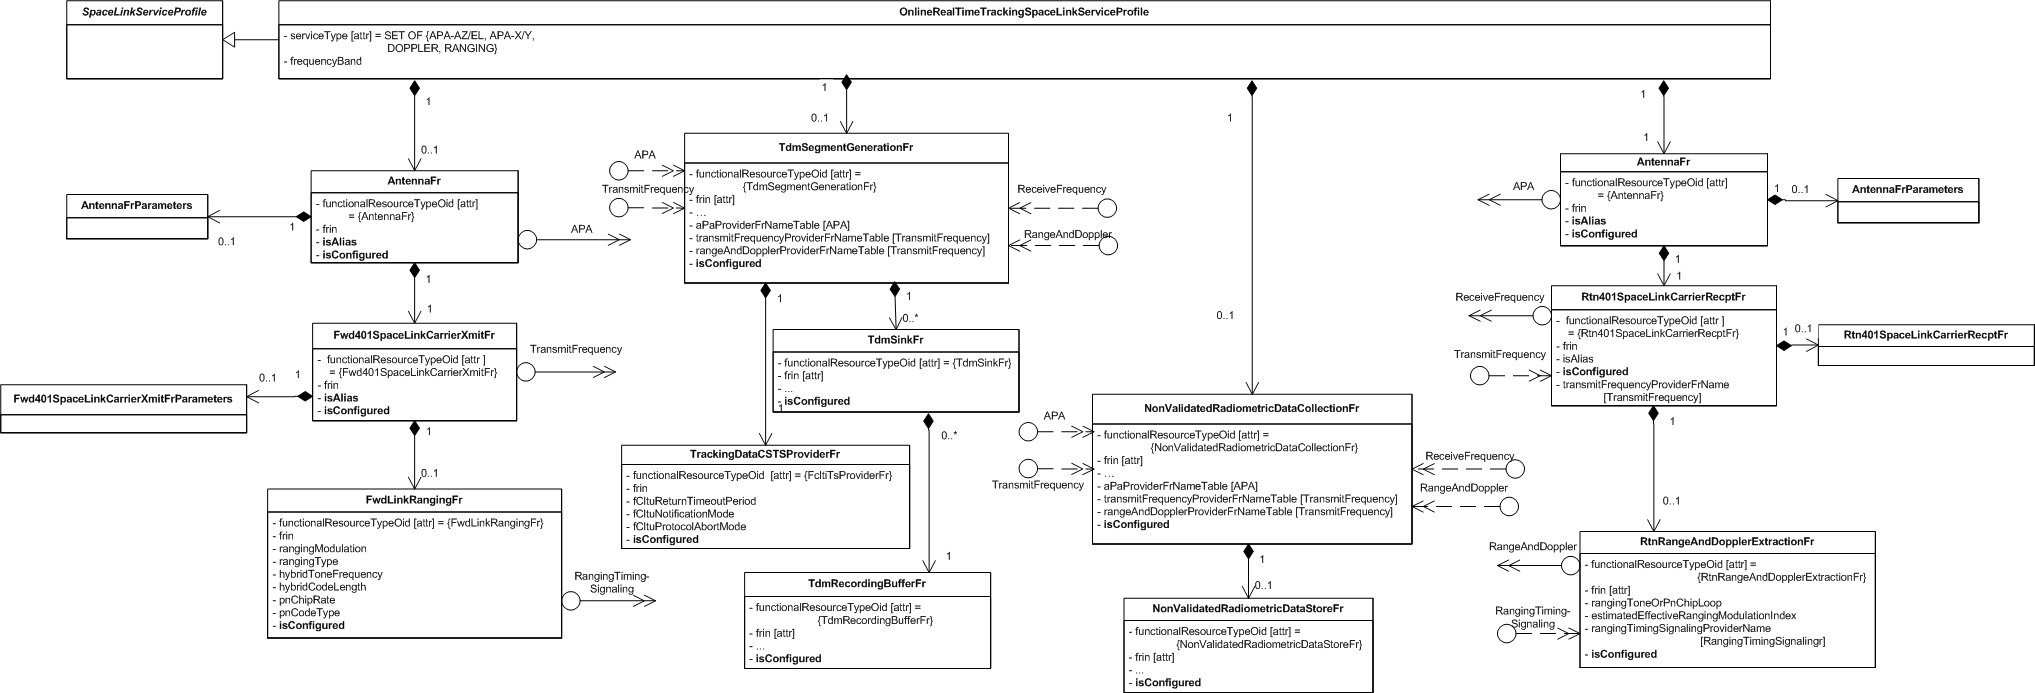 SpaceLinkServiceProfile
OnlineRealTimeTrackingSpaceLinkServiceProfile
- serviceType [attr] = SET OF {APA-AZ/EL, APA-X/Y,
DOPPLER, RANGING}
- frequencyBand
1
0..1
1
0..1
1
0..1
1
1
AntennaFr
- functionalResourceTypeOid [attr]
= {AntennaFr}
- frin
- isAlias
- isConfigured
AntennaFrParameters
1
0..1
APA
1
1
Fwd401SpaceLinkCarrierXmitFr
- functionalResourceTypeOid [attr ]
= {Fwd401SpaceLinkCarrierXmitFr}
- frin
- isAlias
- isConfigured
TransmitFrequency
Fwd401SpaceLinkCarrierXmitFrParameters
0..1
1
1
0..1
FwdLinkRangingFr
- functionalResourceTypeOid [attr] = {FwdLinkRangingFr}
- frin
- rangingModulation
- rangingType
- hybridToneFrequency
- hybridCodeLength
- pnChipRate
- pnCodeType
- isConfigured
RangingTiming-
Signaling
TdmSegmentGenerationFr
- functionalResourceTypeOid [attr] =
{TdmSegmentGenerationFr}
- frin [attr]
- ...
- aPaProviderFrNameTable [APA]
- transmitFrequencyProviderFrNameTable [TransmitFrequency]
- rangeAndDopplerProviderFrNameTable [TransmitFrequency]
- isConfigured
APA
TransmitFrequency
ReceiveFrequency
RangeAndDoppler
1
1
1
0..*
TdmSinkFr
- functionalResourceTypeOid [attr] = {TdmSinkFr}
- frin [attr]
- ...
- isConfigured
0..*
1
TrackingDataCSTSProviderFr
- functionalResourceTypeOid [attr] = {FcltiTsProviderFr}
- frin
- fCltuReturnTimeoutPeriod
- fCltuNotificationMode
- fCltuProtocolAbortMode
- isConfigured
TdmRecordingBufferFr
- functionalResourceTypeOid [attr] =
{TdmRecordingBufferFr}
- frin [attr]
- ...
- isConfigured
NonValidatedRadiometricDataCollectionFr
- functionalResourceTypeOid [attr] =
{NonValidatedRadiometricDataCollectionFr}
- frin [attr]
- ...
- aPaProviderFrNameTable [APA]
- transmitFrequencyProviderFrNameTable [TransmitFrequency]
- rangeAndDopplerProviderFrNameTable [TransmitFrequency]
- isConfigured
APA
TransmitFrequency
ReceiveFrequency
RangeAndDoppler
1
0..1
NonValidatedRadiometricDataStoreFr
- functionalResourceTypeOid [attr] =
{NonValidatedRadiometricDataStoreFr}
- frin [attr]
- ...
- isConfigured
AntennaFr
- functionalResourceTypeOid [attr]
= {AntennaFr}
- frin
- isAlias
- isConfigured
APA
1
0..1
AntennaFrParameters
1
1
Rtn401SpaceLinkCarrierRecptFr
- functionalResourceTypeOid [attr ]
= {Rtn401SpaceLinkCarrierRecptFr}
- frin
- isAlias
- isConfigured
- transmitFrequencyProviderFrName
[TransmitFrequency]
ReceiveFrequency
TransmitFrequency
1
0..1
Rtn401SpaceLinkCarrierRecptFr
1
0..1
RtnRangeAndDopplerExtractionFr
- functionalResourceTypeOid [attr] =
{RtnRangeAndDopplerExtractionFr}
- frin [attr]
- rangingToneOrPnChipLoop
- estimatedEffectiveRangingModulationIndex
- rangingTimingSignalingProviderName
[RangingTimingSignalingr]
- isConfigured
RangeAndDoppler
RangingTiming-
Signaling